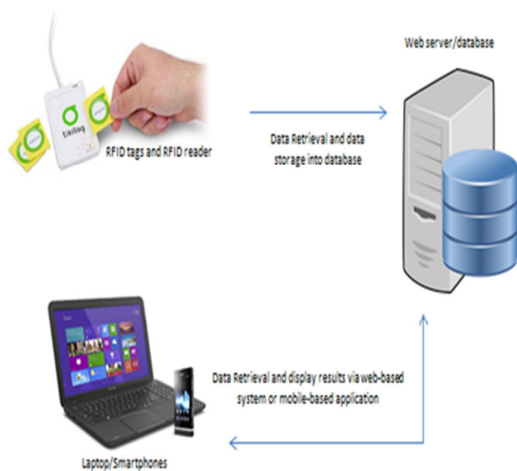 Web server/database
tikitag
RFID tags and RFID reader
Data Retrieval and data
storage into database
Data Retrieval and display results via web-based
system or mobile-based application
Laptop/Smartphones